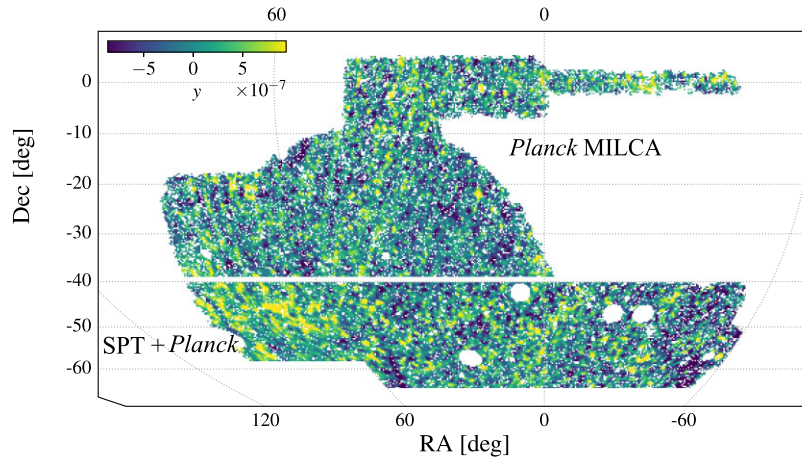 60 0
−5 0 5
y ×10⁻⁷
0
-10
-20
-30
-40
-50
-60
Dec [deg]
Planck MILCA
SPT + Planck
120 60 0 -60
RA [deg]